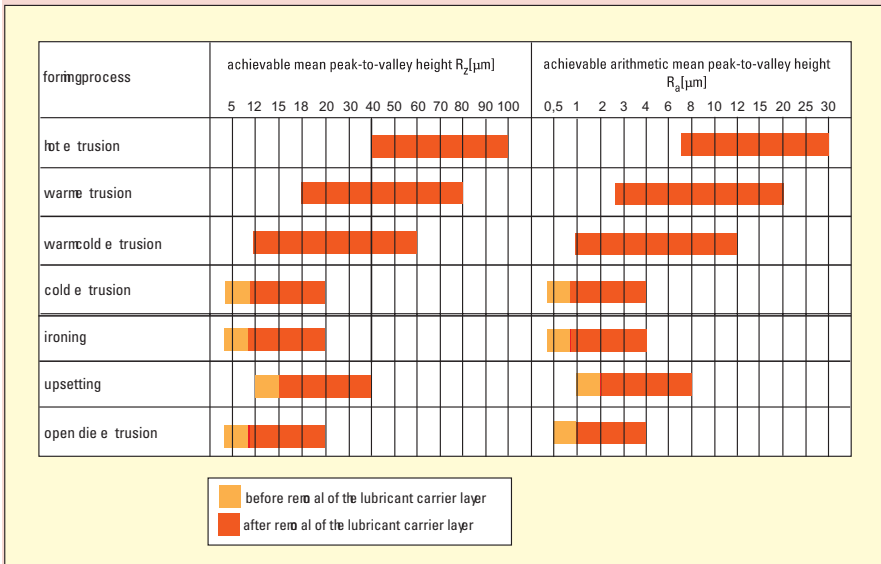 achievable mean peak-to-valley height Rz[µm]
achievable arithmetic mean peak-to-valley height
Ra[µm]
formingprocess
5 12 15 18 20 30 40 60 80 90 100
0,5 1 2 3 4 6 8 10 12 15 20 25 30
hot e trusion
warme trusion
warmcold e trusion
cold e trusion
ironing
upsetting
open die e trusion
before remo al of the lubricant carrier layer
after remo al of the lubricant carrier layer